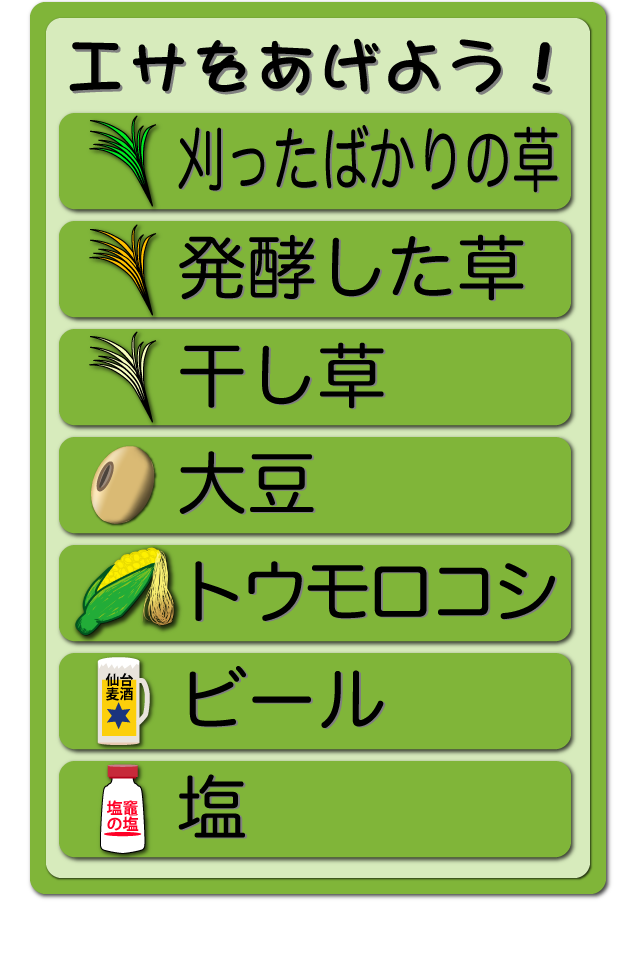 エサをあげよう！
刈ったばかりの草
発酵した草
干し草
大豆
トウモロコシ
仙台
麦酒
ビール
塩竈
の塩
塩